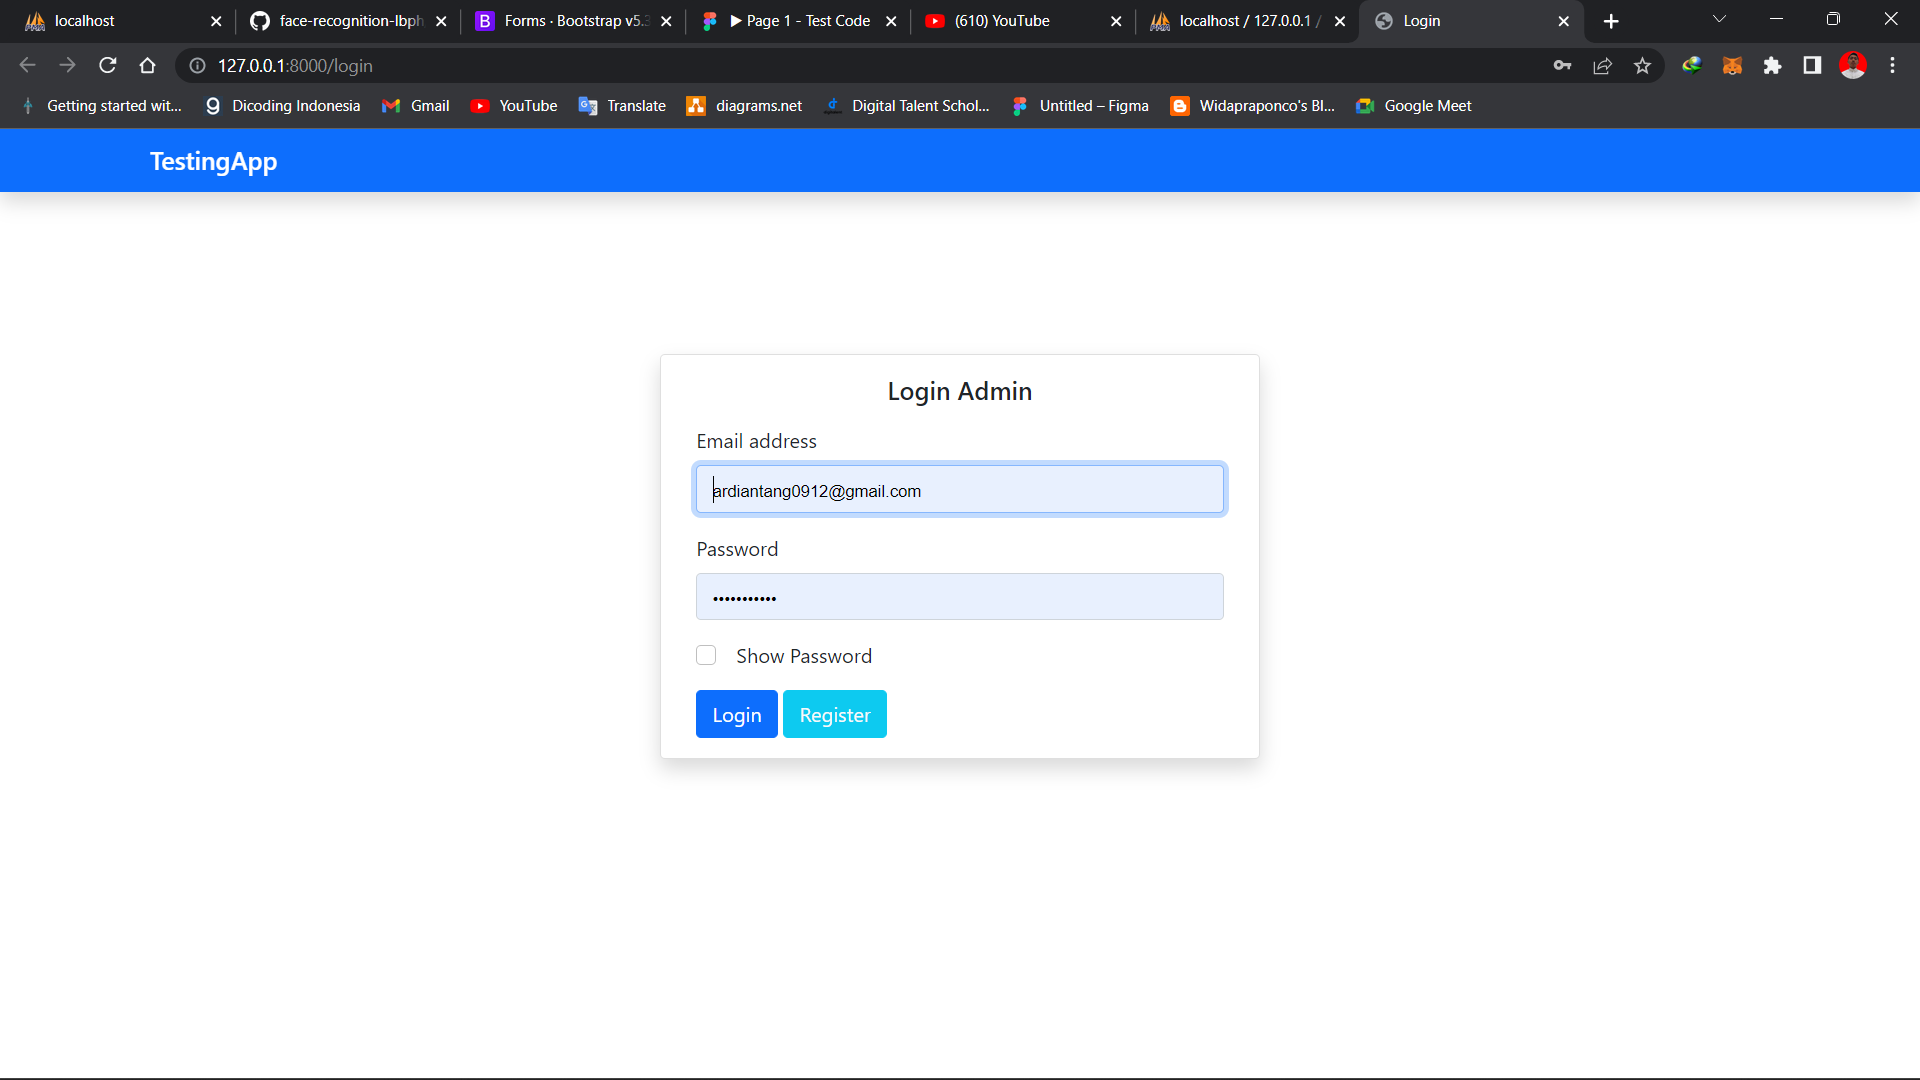 localhost face-recognition-lbph Forms · Bootstrap v5.3 ▶ Page 1 - Test Code (610) YouTube localhost / 127.0.0.1 / Login
127.0.0.1:8000/login
Getting started wit... Dicoding Indonesia Gmail YouTube Translate diagrams.net Digital Talent Schol... Untitled – Figma Widapraponco's Bl... Google Meet
TestingApp
Login Admin
Email address
ardiantang0912@gmail.com
Password
•••••••••••
Show Password
Login Register